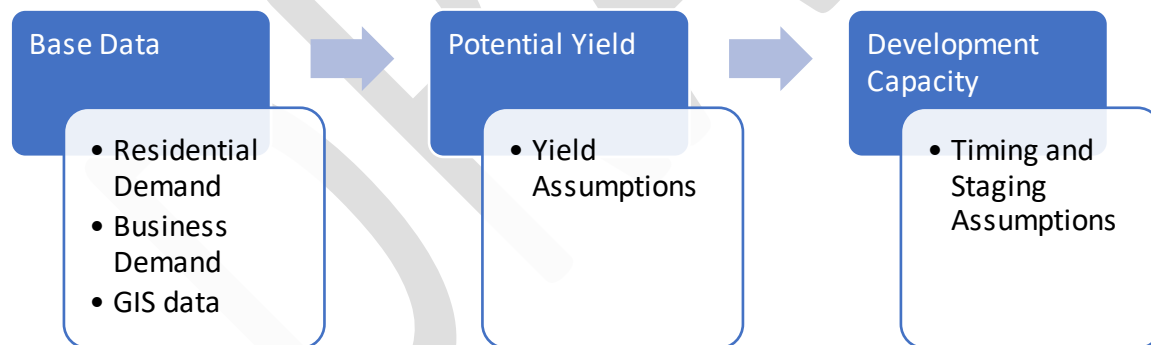 Base Data
• Residential
Demand
• Business
Demand
• GIS data
Potential Yield
• Yield
Assumptions
Development
Capacity
• Timing and
Staging
Assumptions